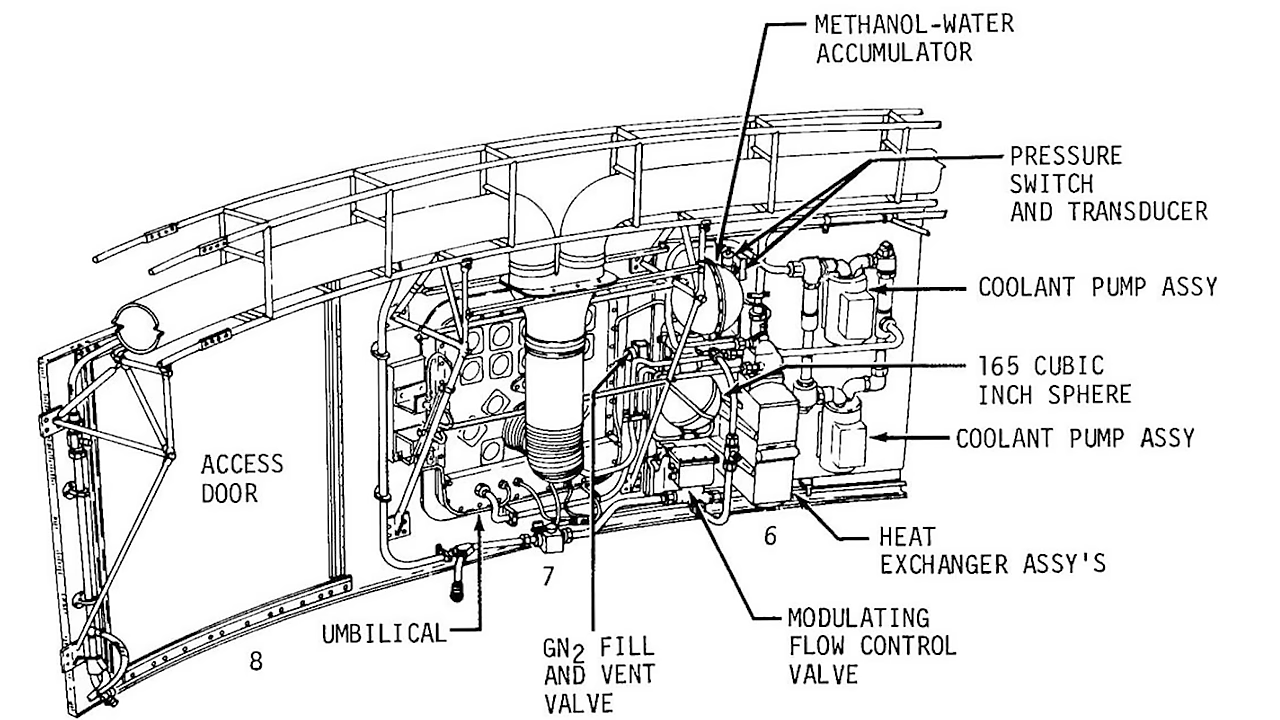 METHANOL-WATER
ACCUMULATOR
PRESSURE
SWITCH
AND TRANSDUCER
COOLANT PUMP ASSY
165 CUBIC
INCH SPHERE
COOLANT PUMP ASSY
ACCESS
DOOR
6
HEAT
EXCHANGER ASSY'S
7
UMBILICAL
MODULATING
FLOW CONTROL
VALVE
GN2 FILL
AND VENT
VALVE
8